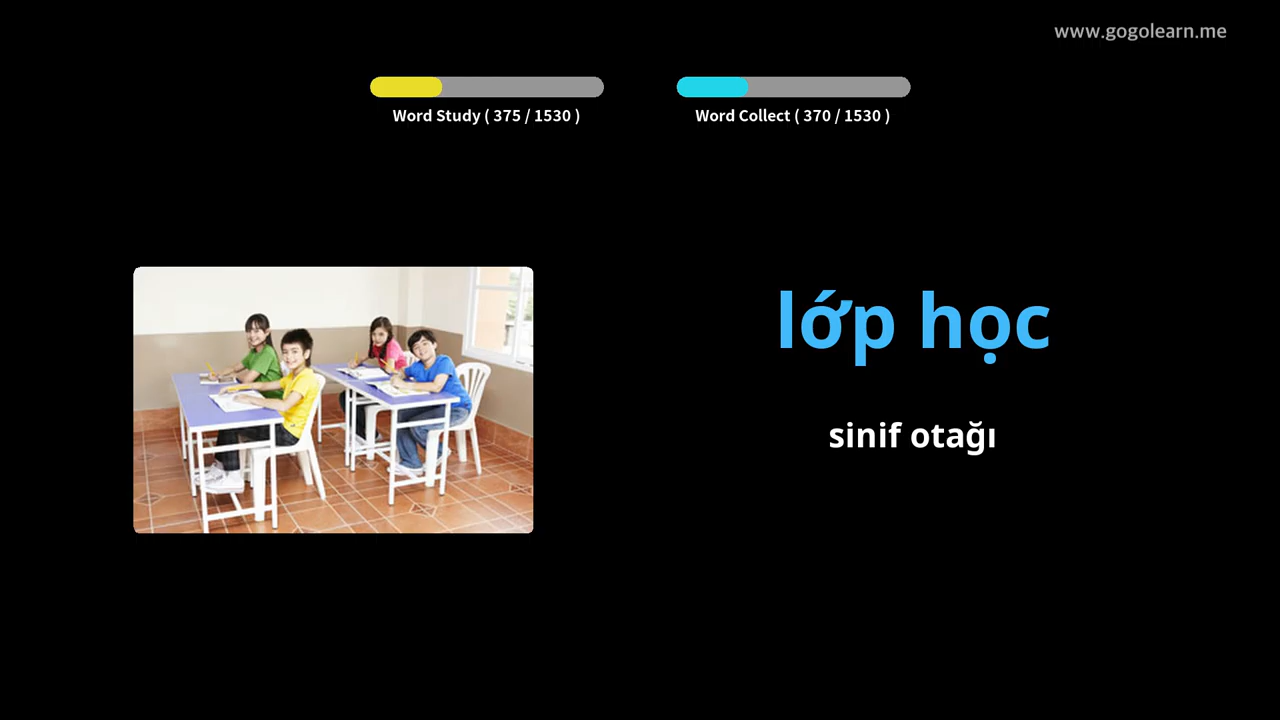 www.gogolearn.me
Word Study ( 375 / 1530 )
Word Collect ( 370 / 1530 )
lớp học
sinif otağı